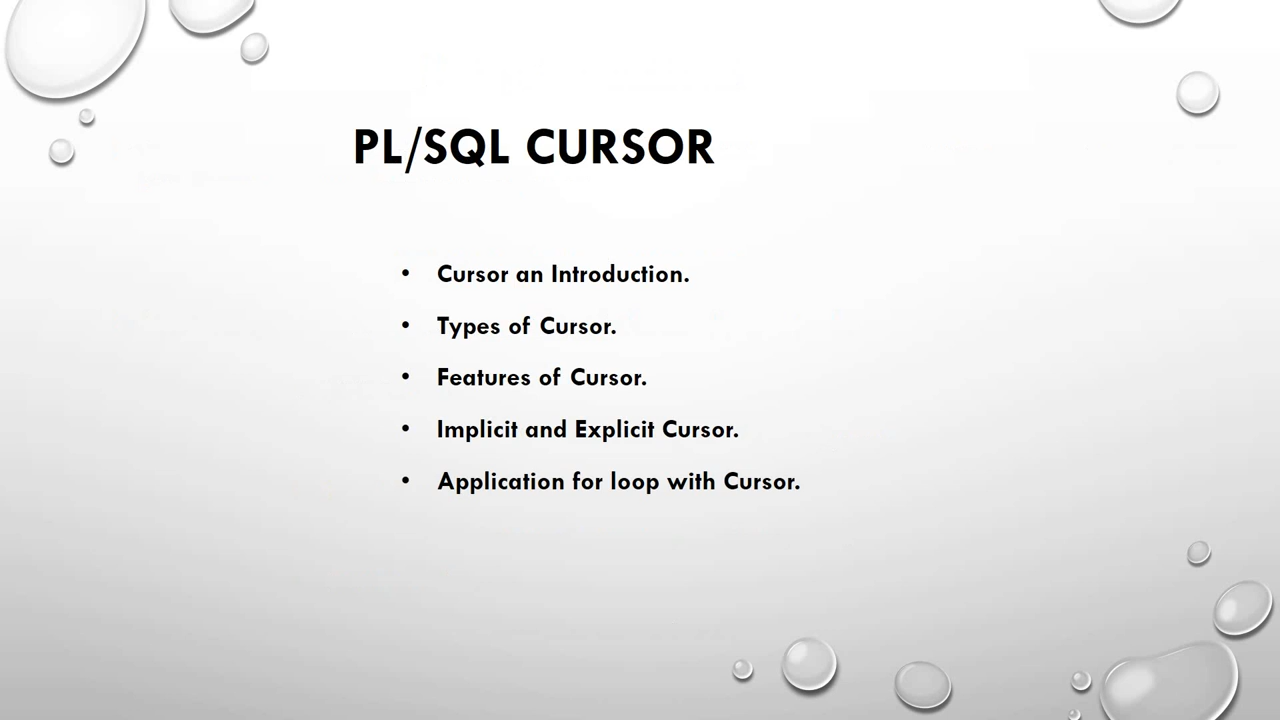 PL/SQL CURSOR
• Cursor an Introduction.
• Types of Cursor.
• Features of Cursor.
• Implicit and Explicit Cursor.
• Application for loop with Cursor.